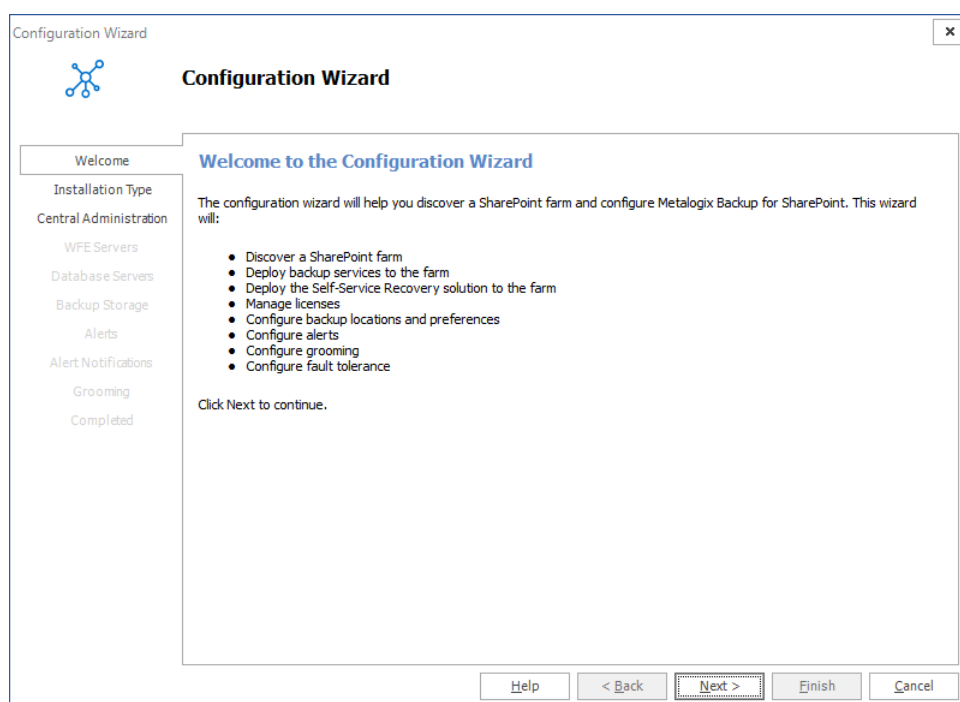 Configuration Wizard
Configuration Wizard
Welcome
Installation Type
Central Administration
WFE Servers
Database Servers
Backup Storage
Alerts
Alert Notifications
Grooming
Completed
Welcome to the Configuration Wizard
The configuration wizard will help you discover a SharePoint farm and configure Metalogix Backup for SharePoint. This wizard
will:
● Discover a SharePoint farm
● Deploy backup services to the farm
● Deploy the Self-Service Recovery solution to the farm
● Manage licenses
● Configure backup locations and preferences
● Configure alerts
● Configure grooming
● Configure fault tolerance
Click Next to continue.
Help < Back Next > Finish Cancel